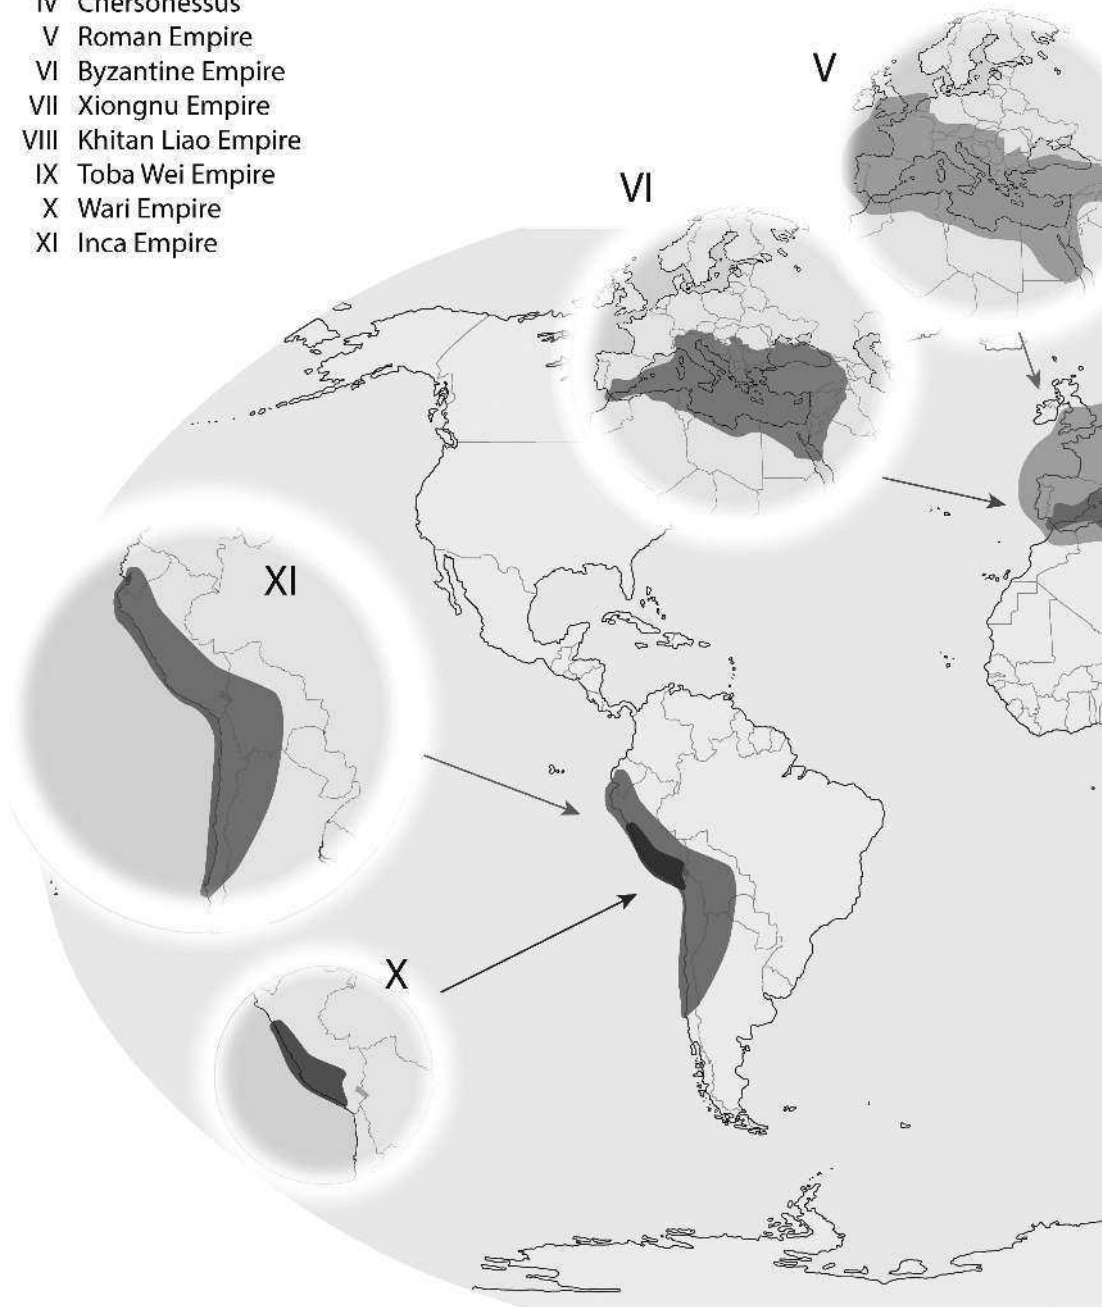 IV Chersonessus
V Roman Empire
VI Byzantine Empire
VII Xiongnu Empire
VIII Khitan Liao Empire
IX Toba Wei Empire
X Wari Empire
XI Inca Empire
V
VI
XI
X